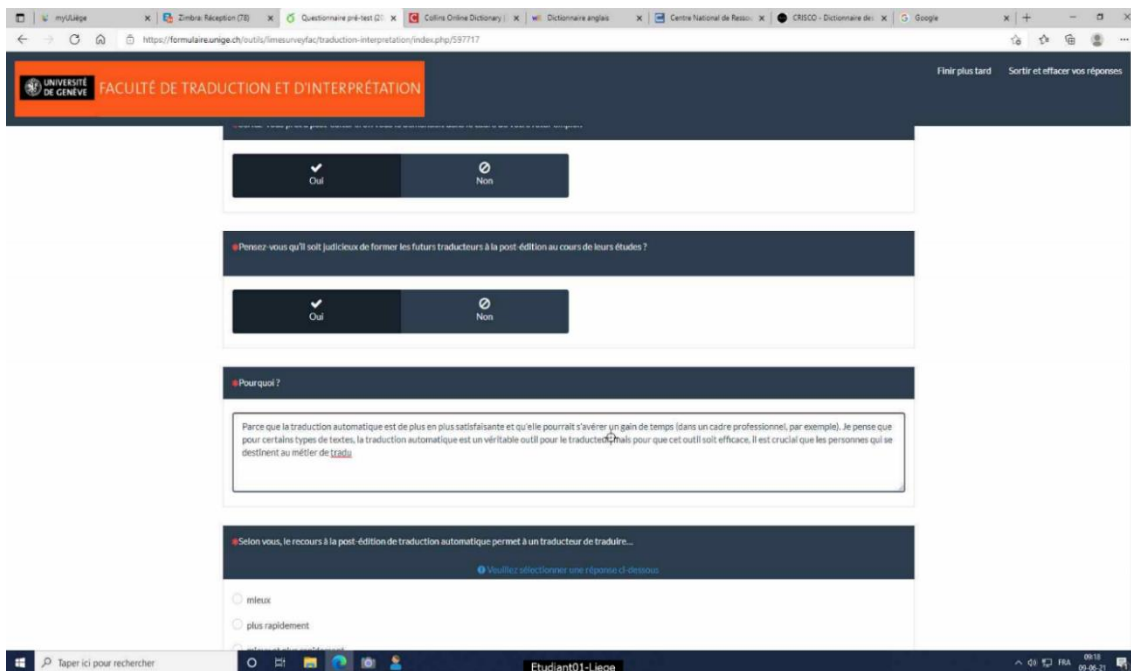 myULiège
Zimbra: Réception (78)
Questionnaire pré-test (2
Collins Online Dictionary |
Dictionnaire anglais
Centre National de Ressou
CRISCO - Dictionnaire de
Google
https://formulaire.unige.ch/outils/limesurveyfac/traduction-interpretation/index.php/597717
UNIVERSITÉ
DE GENÈVE
FACULTÉ DE TRADUCTION ET D'INTERPRÉTATION
Finir plus tard
Sortir et effacer vos réponses
Oui
Non
*Pensez-vous qu'il soit judicieux de former les futurs traducteurs à la post-édition au cours de leurs études ?
Oui
Non
*Pourquoi ?
Parce que la traduction automatique est de plus en plus satisfaisante et qu'elle pourrait s'avérer un gain de temps (dans un cadre professionnel, par exemple). Je pense que
pour certains types de textes, la traduction automatique est un véritable outil pour le traducteur, mais pour que cet outil soit efficace, il est crucial que les personnes qui se
destinent au métier de tradu
*Selon vous, le recours à la post-édition de traduction automatique permet à un traducteur de traduire...
Veuillez sélectionner une réponse ci-dessous
mieux
plus rapidement
Taper ici pour rechercher
Etudiant01-Liege
FRA
09:18
09-06-21